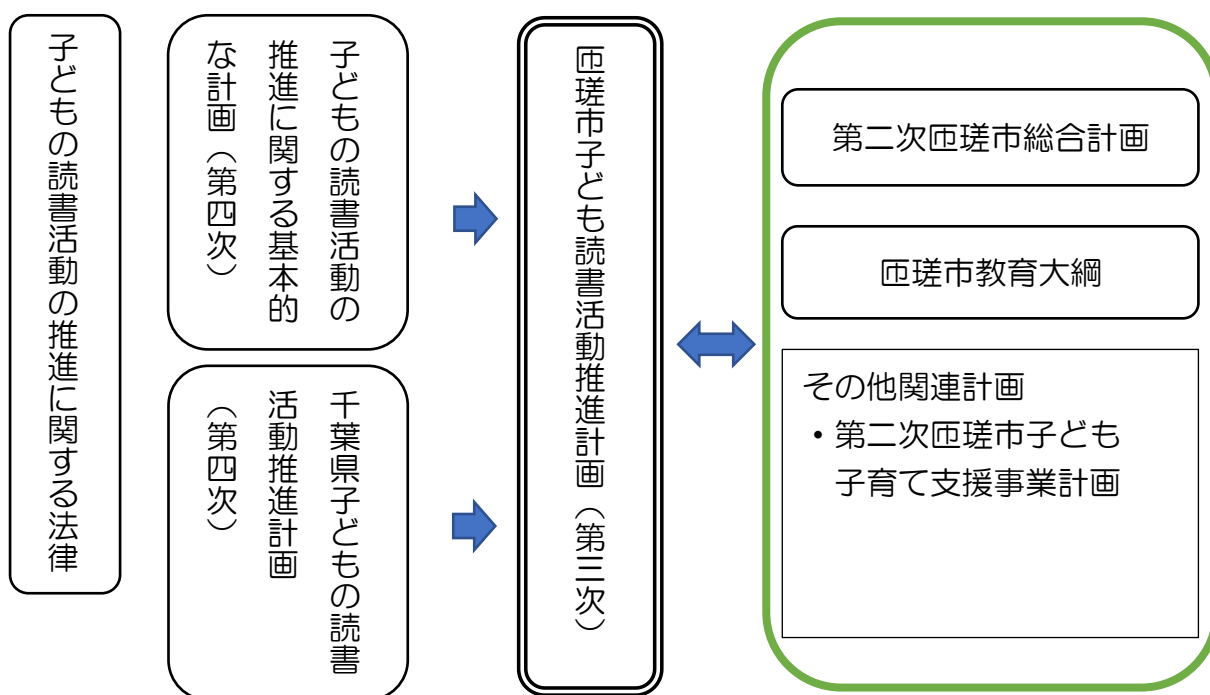 子どもの読書活動の推進に関する法律
子どもの読書活動の
推進に関する基本的
な計画（第四次）
千葉県子どもの読書
活動推進計画
（第四次）
匝瑳市子ども読書活動推進計画（第三次）
第二次匝瑳市総合計画
匝瑳市教育大綱
その他関連計画
・第二次匝瑳市子ども
子育て支援事業計画